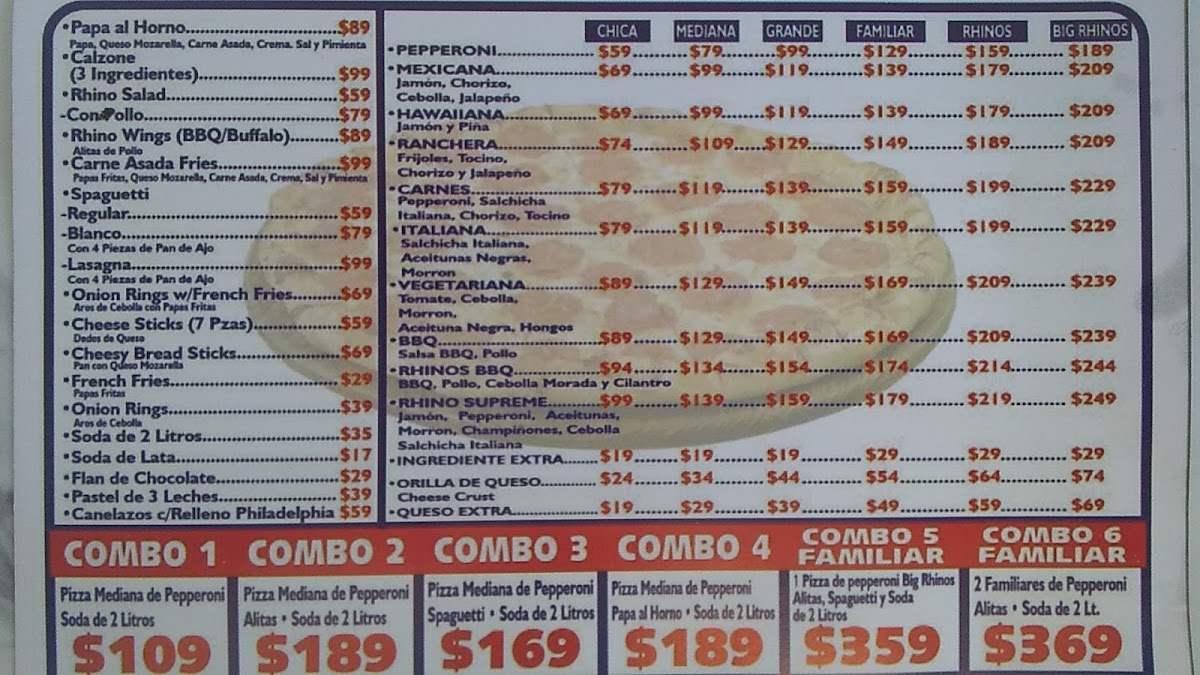 •Papa al Horno....................$89
Papa, Queso Mozarella, Carne Asada, Crema. Sal y Pimienta
•Calzone
(3 Ingredientes)....................$99
•Rhino Salad....................$59
-Con Pollo....................$79
•Rhino Wings (BBQ/Buffalo)........$89
Alitas de Pollo
•Carne Asada Fries....................$99
Papas Fritas, Queso Mozarella, Carne Asada, Crema, Sal y Pimienta
•Spaguetti
-Regular....................$59
-Blanco....................$79
Con 4 Piezas de Pan de Ajo
-Lasagna....................$99
Con 4 Piezas de Pan de Ajo
•Onion Rings w/French Fries........$69
Aros de Cebolla con Papas Fritas
•Cheese Sticks (7 Pzas)............$59
Dedos de Queso
•Cheesy Bread Sticks................$69
Pan con Queso Mozarella
•French Fries....................$29
Papas Fritas
•Onion Rings....................$39
Aros de Cebolla
•Soda de 2 Litros....................$35
•Soda de Lata....................$17
•Flan de Chocolate....................$29
•Pastel de 3 Leches....................$39
•Canelazos c/Relleno Philadelphia $59
CHICA MEDIANA GRANDE FAMILIAR RHINOS BIG RHINOS
•PEPPERONI........$59........$79........$99........$129........$159........$189
•MEXICANA........$69........$99........$119........$139........$179........$209
Jamón, Chorizo,
Cebolla, Jalapeño
•HAWAIIANA........$69........$99........$119........$139........$179........$209
Jamón y Piña
•RANCHERA........$74........$109........$129........$149........$189........$209
Frijoles, Tocino,
Chorizo y Jalapeño
•CARNES........$79........$119........$139........$159........$199........$229
Pepperoni, Salchicha
Italiana, Chorizo, Tocino
•ITALIANA........$79........$119........$139........$159........$199........$229
Salchicha Italiana,
Aceitunas Negras,
Morron
•VEGETARIANA........$89........$129........$149........$169........$209........$239
Tomate, Cebolla,
Morron,
Aceituna Negra, Hongos
•BBQ........$89........$129........$149........$169........$209........$239
Salsa BBQ, Pollo
•RHINOS BBQ........$94........$134........$154........$174........$214........$244
BBQ, Pollo, Cebolla Morada y Cilantro
•RHINO SUPREME........$99........$139........$159........$179........$219........$249
Jamón, Pepperoni, Aceitunas,
Morron, Champiñones, Cebolla
Salchicha Italiana
•INGREDIENTE EXTRA........$19........$19........$19........$29........$29........$29
•ORILLA DE QUESO........$24........$34........$44........$54........$64........$74
Cheese Crust
•QUESO EXTRA........$19........$29........$39........$49........$59........$69
COMBO 1
Pizza Mediana de Pepperoni
Soda de 2 Litros
$109
COMBO 2
Pizza Mediana de Pepperoni
Alitas • Soda de 2 Litros
$189
COMBO 3
Pizza Mediana de Pepperoni
Spaguetti • Soda de 2 Litros
$169
COMBO 4
Pizza Mediana de Pepperoni
Papa al Horno • Soda de 2 Litros
$189
COMBO 5
FAMILIAR
1 Pizza de pepperoni Big Rhinos
Alitas, Spaguetti y Soda
de 2 Litros
$359
COMBO 6
FAMILIAR
2 Familiares de Pepperoni
Alitas • Soda de 2 Lt.
$369